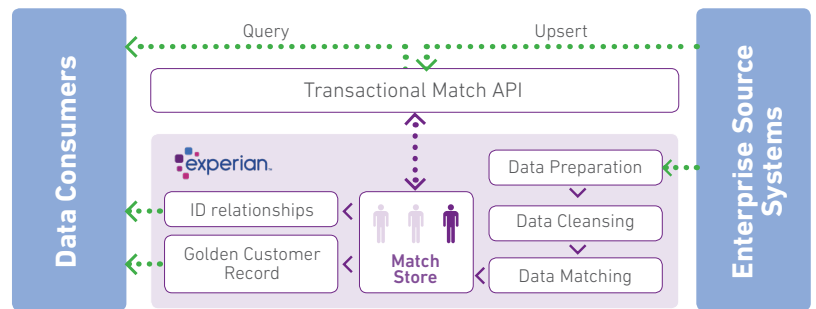 Data Consumers
Query
Upsert
Transactional Match API
experian™
Data Preparation
ID relationships
Data Cleansing
Golden Customer
Record
Match
Store
Data Matching
Enterprise Source
Systems